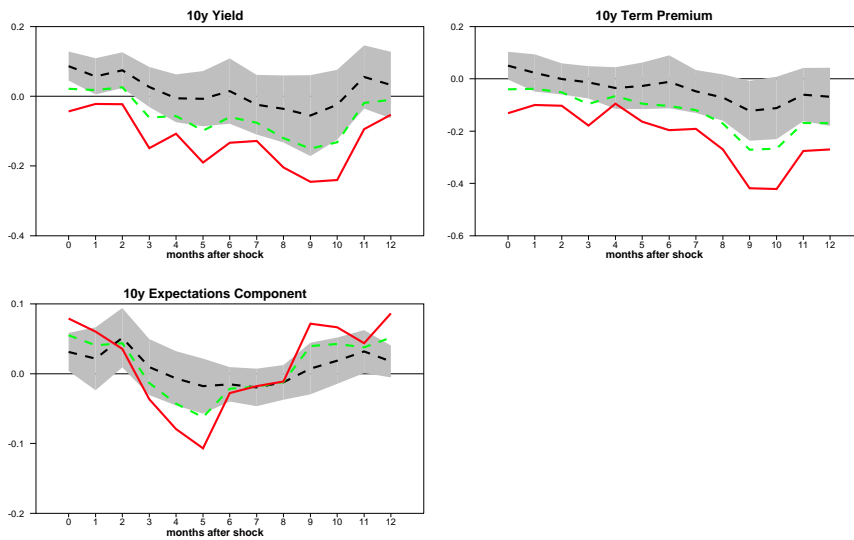 10y Yield
0.2
0.0
-0.2
-0.4
0 1 2 3 4 5 6 7 8 9 10 11 12
months after shock
10y Term Premium
0.2
0.0
-0.2
-0.4
-0.6
0 1 2 3 4 5 6 7 8 9 10 11 12
months after shock
10y Expectations Component
0.1
0.0
-0.1
-0.2
0 1 2 3 4 5 6 7 8 9 10 11 12
months after shock